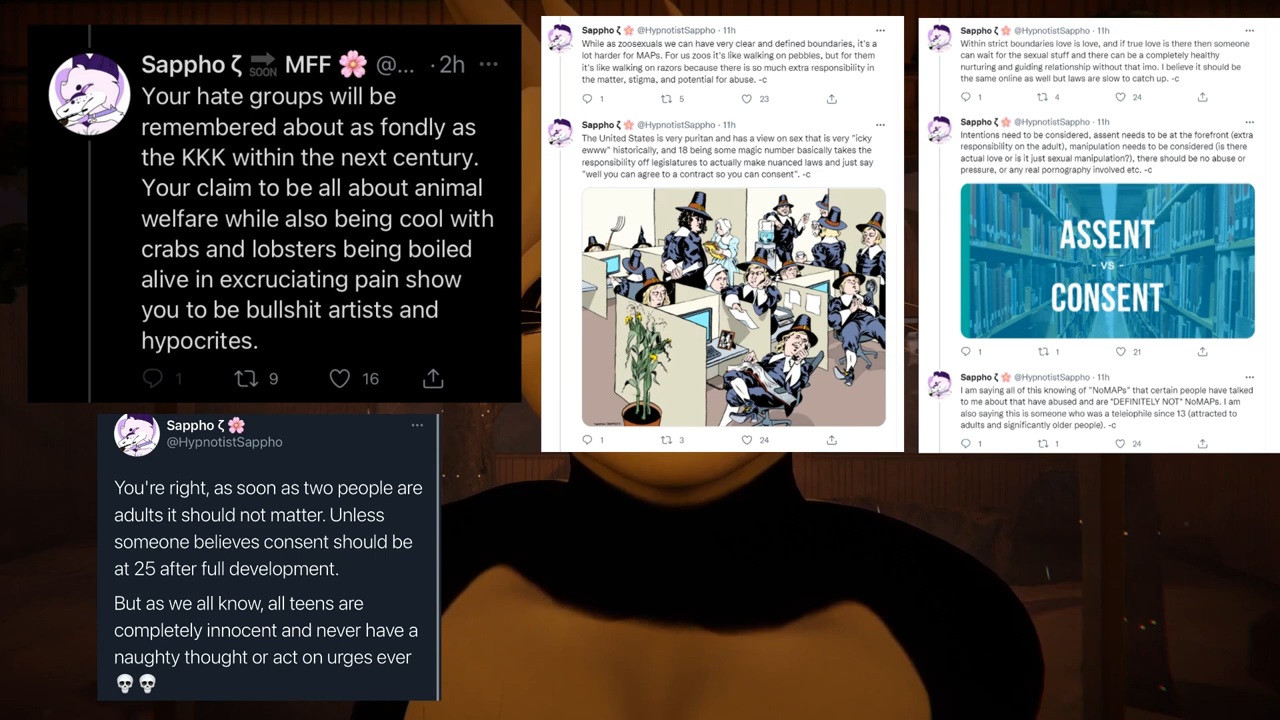 Sappho ζ 🔜 MFF 🌸 @... · 2h
Your hate groups will be
remembered about as fondly as
the KKK within the next century.
Your claim to be all about animal
welfare while also being cool with
crabs and lobsters being boiled
alive in excruciating pain show
you to be bullshit artists and
hypocrites.
1 9 16
Sappho ζ 🌸
@HypnotistSappho
You're right, as soon as two people are
adults it should not matter. Unless
someone believes consent should be
at 25 after full development.
But as we all know, all teens are
completely innocent and never have a
naughty thought or act on urges ever
💀💀
Sappho ζ 🌸 @HypnotistSappho · 11h
While as zoosexuals we can have very clear and defined boundaries, it's a
lot harder for MAPs. For us zoos it's like walking on pebbles, but for them
it's like walking on razors because there is so much extra responsibility in
the matter, stigma, and potential for abuse. -c
1 5 23
Sappho ζ 🌸 @HypnotistSappho · 11h
The United States is very puritan and has a view on sex that is very "icky
ewww" historically, and 18 being some magic number basically takes the
responsibility off legislatures to actually make nuanced laws and just say
"well you can agree to a contract so you can consent". -c
1 3 24
Sappho ζ 🌸 @HypnotistSappho · 11h
Within strict boundaries love is love, and if true love is there then someone
can wait for the sexual stuff and there can be a completely healthy
nurturing and guiding relationship without that imo. I believe it should be
the same online as well but laws are slow to catch up. -c
1 4 24
Sappho ζ 🌸 @HypnotistSappho · 11h
Intentions need to be considered, assent needs to be at the forefront (extra
responsibility on the adult), manipulation needs to be considered (is there
actual love or is it just sexual manipulation?), there should be no abuse or
pressure, or any real pornography involved etc. -c
ASSENT
- VS -
CONSENT
1 1 21
Sappho ζ 🌸 @HypnotistSappho · 11h
I am saying all of this knowing of "NoMAPs" that certain people have talked
to me about that have abused and are *DEFINITELY NOT* NoMAPs. I am
also saying this is someone who was a teleiophile since 13 (attracted to
adults and significantly older people). -c
1 1 24